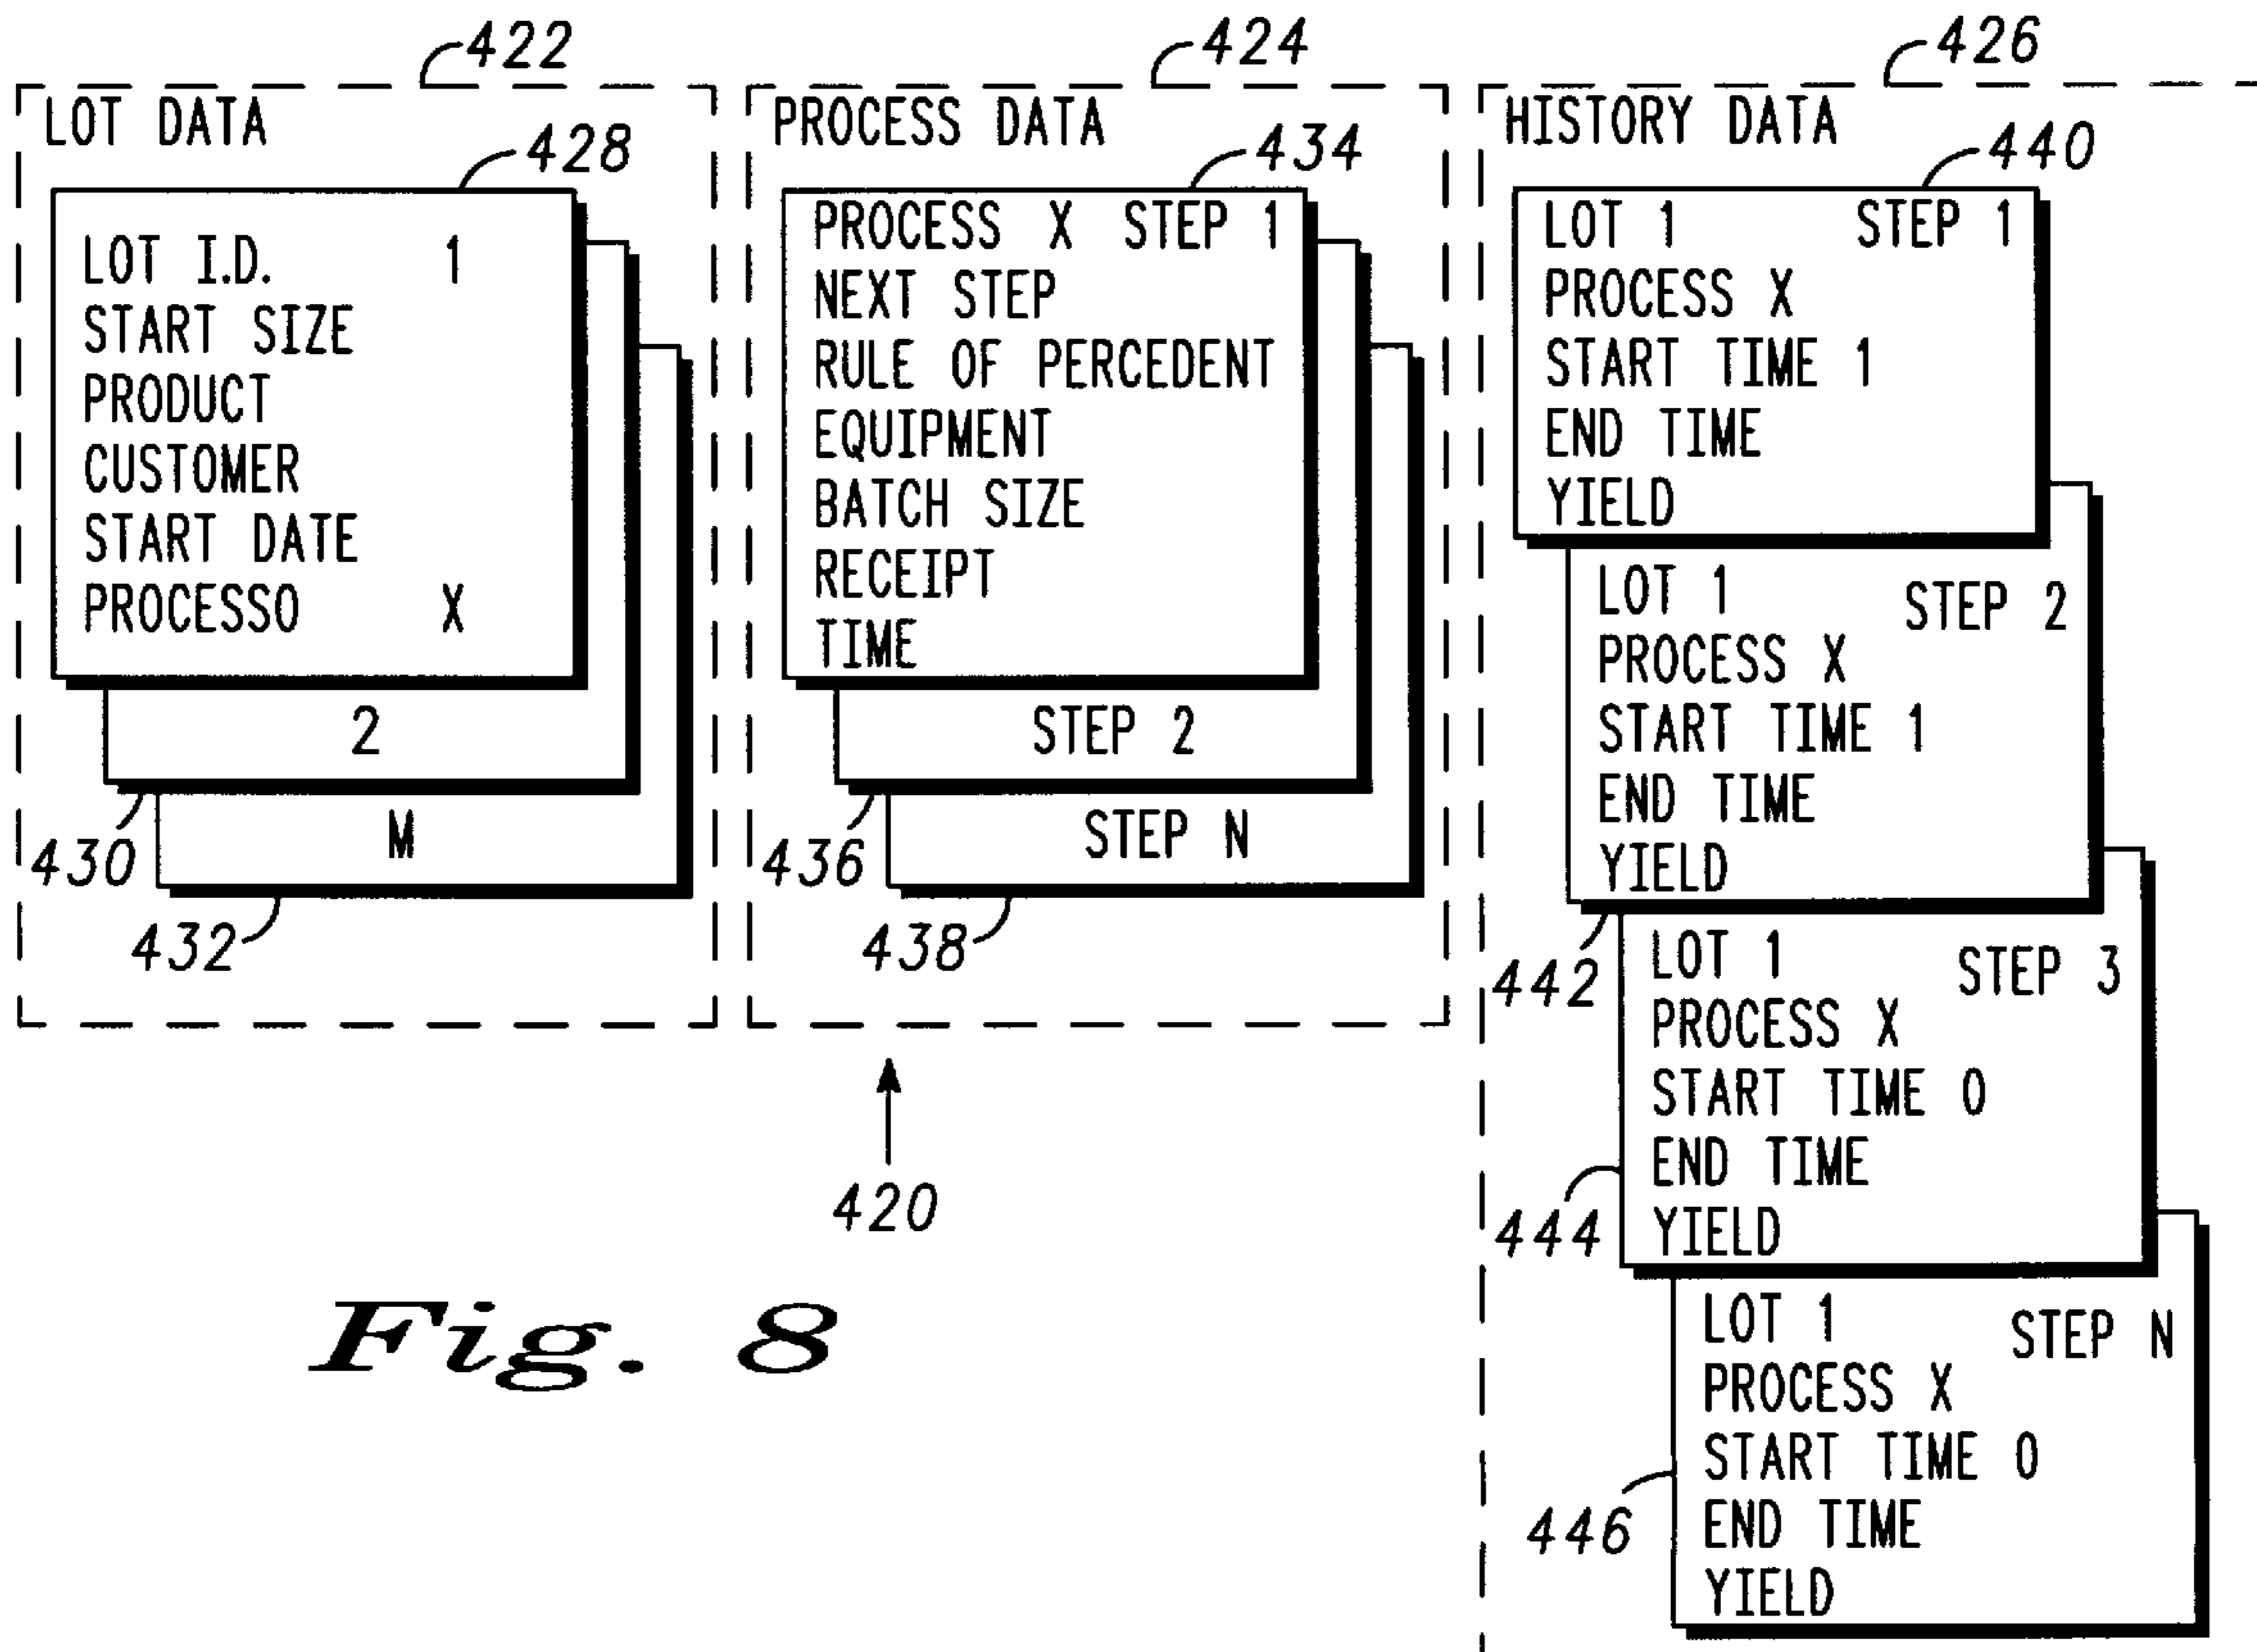 422
LOT DATA
428
LOT I.D. 1
START SIZE
PRODUCT
CUSTOMER
START DATE
PROCESSO X
2
430
M
432
424
PROCESS DATA
434
PROCESS X STEP 1
NEXT STEP
RULE OF PERCEDENT
EQUIPMENT
BATCH SIZE
RECEIPT
TIME
STEP 2
436
STEP N
438
420
426
HISTORY DATA
440
LOT 1 STEP 1
PROCESS X
START TIME 1
END TIME
YIELD
LOT 1 STEP 2
PROCESS X
START TIME 1
END TIME
YIELD
442
LOT 1 STEP 3
PROCESS X
START TIME 0
END TIME
444
YIELD
LOT 1 STEP N
PROCESS X
START TIME 0
446
END TIME
YIELD
Fig. 8